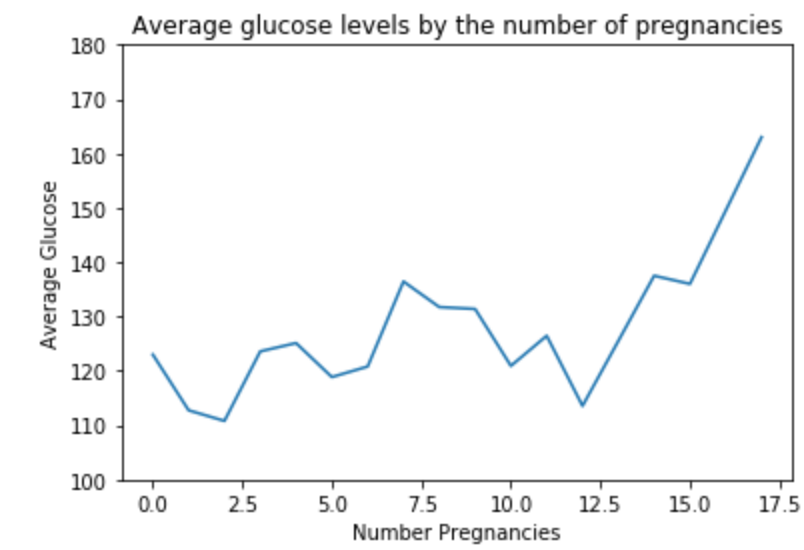 Average glucose levels by the number of pregnancies
180
170
160
150
140
130
120
110
100
Average Glucose
0.0 2.5 5.0 7.5 10.0 12.5 15.0 17.5
Number Pregnancies